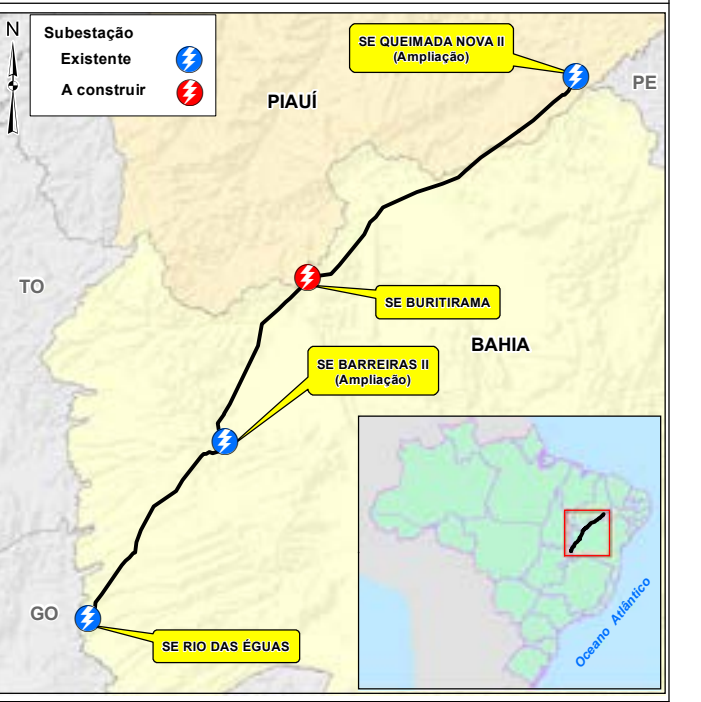 N
Subestação
Existente
A construir
SE QUEIMADA NOVA II
(Ampliação)
PE
PIAUÍ
TO
SE BURITIRAMA
BAHIA
SE BARREIRAS II
(Ampliação)
GO
SE RIO DAS ÉGUAS
Oceano Atlântico